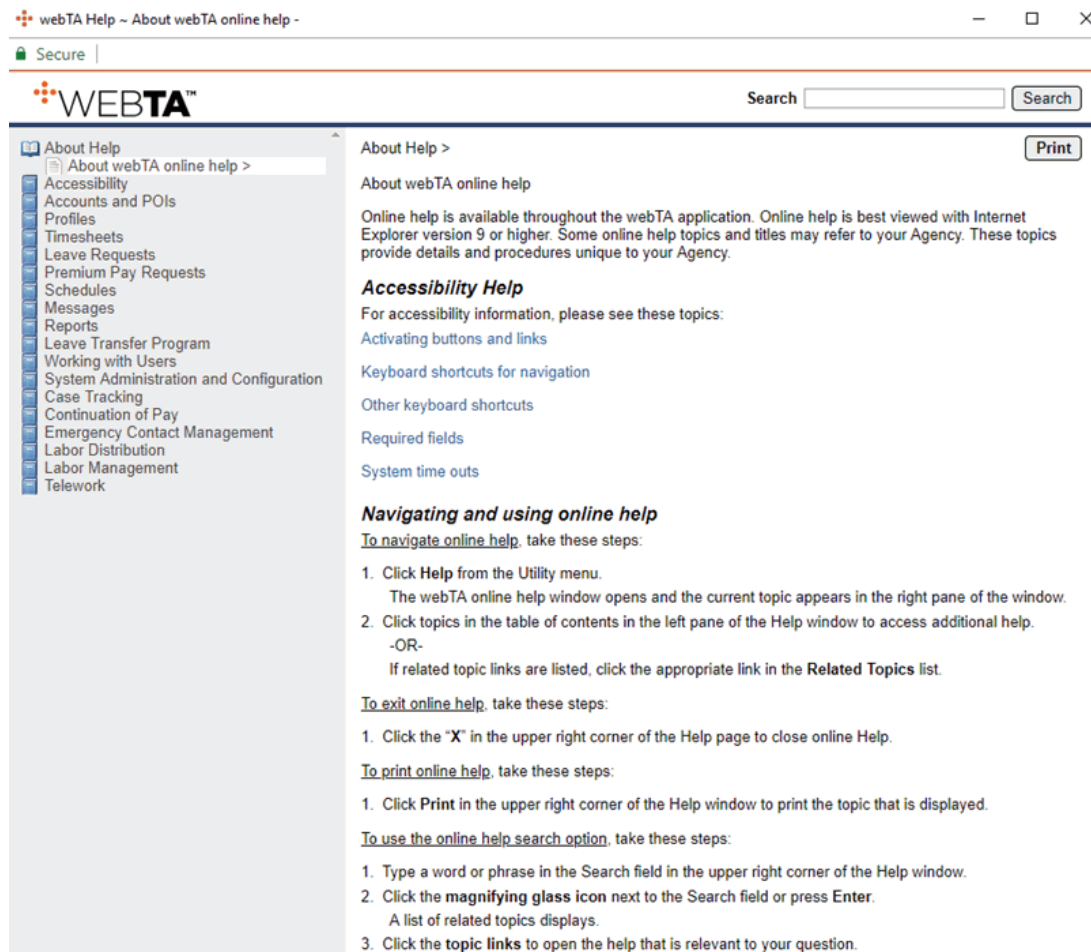 webTA Help ~ About webTA online help -
Secure
WEBTA™
Search
Search
About Help
About webTA online help >
Accessibility
Accounts and POIs
Profiles
Timesheets
Leave Requests
Premium Pay Requests
Schedules
Messages
Reports
Leave Transfer Program
Working with Users
System Administration and Configuration
Case Tracking
Continuation of Pay
Emergency Contact Management
Labor Distribution
Labor Management
Telework
About Help >
Print
About webTA online help
Online help is available throughout the webTA application. Online help is best viewed with Internet
Explorer version 9 or higher. Some online help topics and titles may refer to your Agency. These topics
provide details and procedures unique to your Agency.
Accessibility Help
For accessibility information, please see these topics:
Activating buttons and links
Keyboard shortcuts for navigation
Other keyboard shortcuts
Required fields
System time outs
Navigating and using online help
To navigate online help, take these steps:
1. Click Help from the Utility menu.
The webTA online help window opens and the current topic appears in the right pane of the window.
2. Click topics in the table of contents in the left pane of the Help window to access additional help.
-OR-
If related topic links are listed, click the appropriate link in the Related Topics list.
To exit online help, take these steps:
1. Click the “X” in the upper right corner of the Help page to close online Help.
To print online help, take these steps:
1. Click Print in the upper right corner of the Help window to print the topic that is displayed.
To use the online help search option, take these steps:
1. Type a word or phrase in the Search field in the upper right corner of the Help window.
2. Click the magnifying glass icon next to the Search field or press Enter.
A list of related topics displays.
3. Click the topic links to open the help that is relevant to your question.